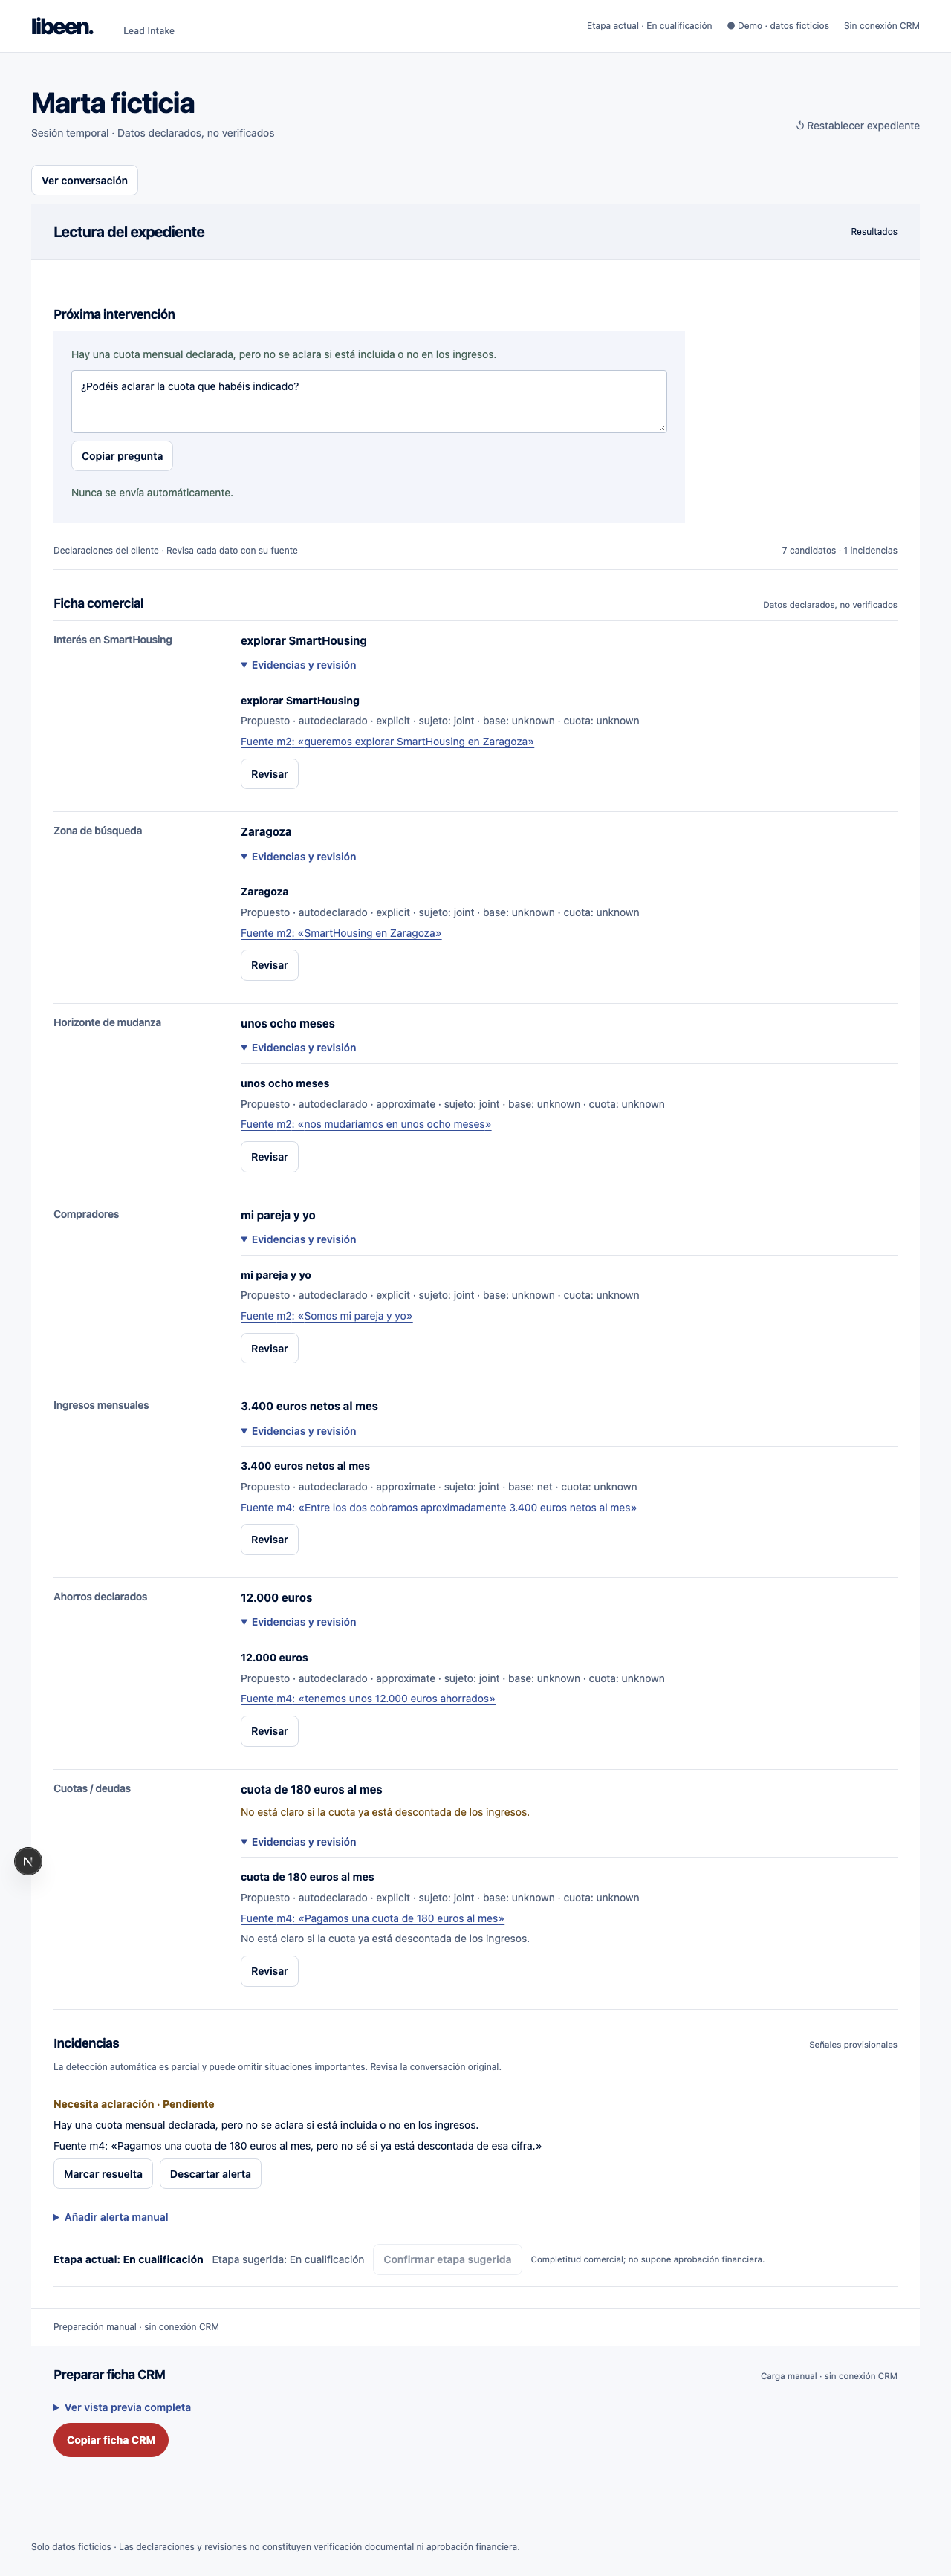 libeen.
Lead Intake
Etapa actual · En cualificación
Demo · datos ficticios
Sin conexión CRM
Marta ficticia
Sesión temporal · Datos declarados, no verificados
Restablecer expediente
Ver conversación
Lectura del expediente
Resultados
Próxima intervención
Hay una cuota mensual declarada, pero no se aclara si está incluida o no en los ingresos.
¿Podéis aclarar la cuota que habéis indicado?
Copiar pregunta
Nunca se envía automáticamente.
Declaraciones del cliente · Revisa cada dato con su fuente
7 candidatos · 1 incidencias
Ficha comercial
Datos declarados, no verificados
Interés en SmartHousing
explorar SmartHousing
Evidencias y revisión
explorar SmartHousing
Propuesto · autodeclarado · explicit · sujeto: joint · base: unknown · cuota: unknown
Fuente m2: «queremos explorar SmartHousing en Zaragoza»
Revisar
Zona de búsqueda
Zaragoza
Evidencias y revisión
Zaragoza
Propuesto · autodeclarado · explicit · sujeto: joint · base: unknown · cuota: unknown
Fuente m2: «SmartHousing en Zaragoza»
Revisar
Horizonte de mudanza
unos ocho meses
Evidencias y revisión
unos ocho meses
Propuesto · autodeclarado · approximate · sujeto: joint · base: unknown · cuota: unknown
Fuente m2: «nos mudaríamos en unos ocho meses»
Revisar
Compradores
mi pareja y yo
Evidencias y revisión
mi pareja y yo
Propuesto · autodeclarado · explicit · sujeto: joint · base: unknown · cuota: unknown
Fuente m2: «Somos mi pareja y yo»
Revisar
Ingresos mensuales
3.400 euros netos al mes
Evidencias y revisión
3.400 euros netos al mes
Propuesto · autodeclarado · approximate · sujeto: joint · base: net · cuota: unknown
Fuente m4: «Entre los dos cobramos aproximadamente 3.400 euros netos al mes»
Revisar
Ahorros declarados
12.000 euros
Evidencias y revisión
12.000 euros
Propuesto · autodeclarado · approximate · sujeto: joint · base: unknown · cuota: unknown
Fuente m4: «tenemos unos 12.000 euros ahorrados»
Revisar
Cuotas / deudas
cuota de 180 euros al mes
No está claro si la cuota ya está descontada de los ingresos.
Evidencias y revisión
cuota de 180 euros al mes
Propuesto · autodeclarado · explicit · sujeto: joint · base: unknown · cuota: unknown
Fuente m4: «Pagamos una cuota de 180 euros al mes»
No está claro si la cuota ya está descontada de los ingresos.
Revisar
N
Incidencias
Señales provisionales
La detección automática es parcial y puede omitir situaciones importantes. Revisa la conversación original.
Necesita aclaración · Pendiente
Hay una cuota mensual declarada, pero no se aclara si está incluida o no en los ingresos.
Fuente m4: «Pagamos una cuota de 180 euros al mes, pero no sé si ya está descontada de esa cifra.»
Marcar resuelta
Descartar alerta
Añadir alerta manual
Etapa actual: En cualificación
Etapa sugerida: En cualificación
Confirmar etapa sugerida
Completitud comercial; no supone aprobación financiera.
Preparación manual · sin conexión CRM
Preparar ficha CRM
Carga manual · sin conexión CRM
Ver vista previa completa
Copiar ficha CRM
Solo datos ficticios · Las declaraciones y revisiones no constituyen verificación documental ni aprobación financiera.